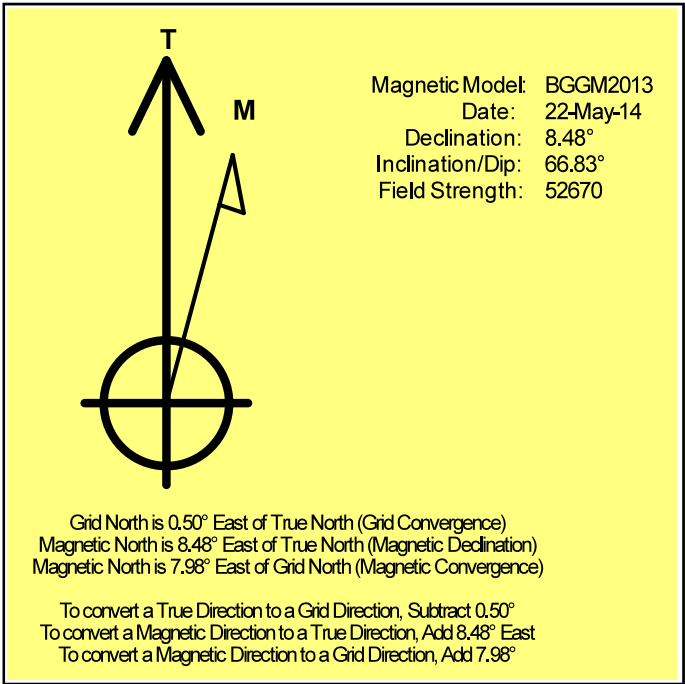 T
M
Magnetic Model: BGGM2013
Date: 22-May-14
Declination: 8.48°
Inclination/Dip: 66.83°
Field Strength: 52670
Grid North is 0.50° East of True North (Grid Convergence)
Magnetic North is 8.48° East of True North (Magnetic Declination)
Magnetic North is 7.98° East of Grid North (Magnetic Convergence)
To convert a True Direction to a Grid Direction, Subtract 0.50°
To convert a Magnetic Direction to a True Direction, Add 8.48° East
To convert a Magnetic Direction to a Grid Direction, Add 7.98°